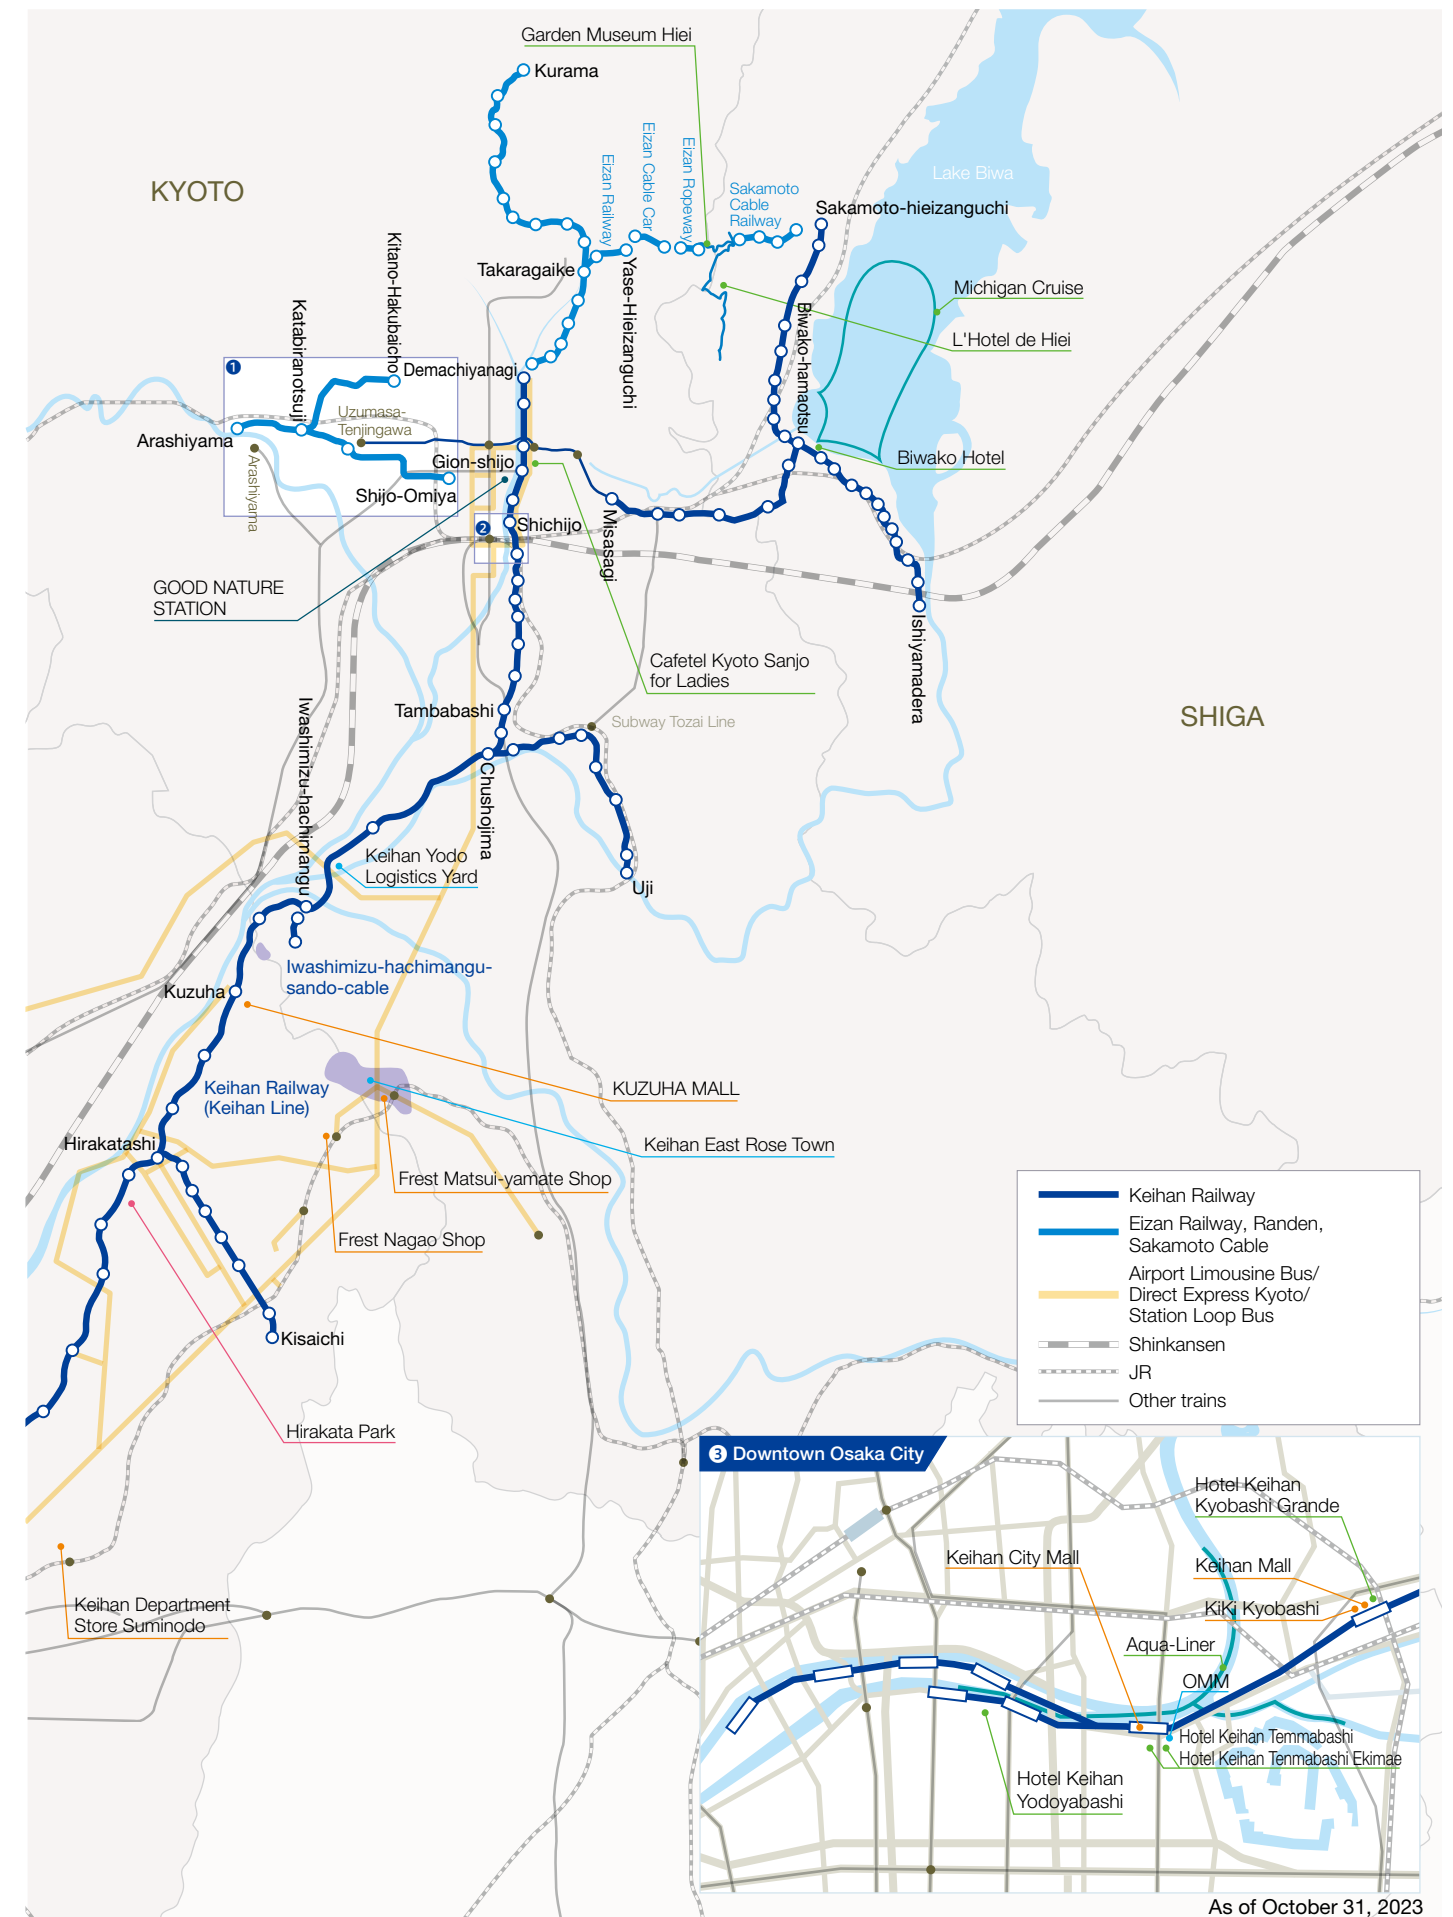 Garden Museum Hiei
Kurama
Eizan Railway
Eizan Cable Car
Eizan Ropeway
Sakamoto
Cable
Railway
Lake Biwa
Sakamoto-hieizanguchi
KYOTO
Kitano-Hakubaicho
Takaragaike
Yase-Hieizanguchi
Michigan Cruise
L'Hotel de Hiei
Biwako-hamaotsu
Katabiranotsuji
1
Demachiyanagi
Uzumasa-
Tenjingawa
Arashiyama
Arashiyama
Gion-shijo
Biwako Hotel
Shijo-Omiya
2
Shichijo
Misasagi
GOOD NATURE
STATION
Ishiyamadera
Cafetel Kyoto Sanjo
for Ladies
Iwashimizu-hachimangu
Tambabashi
Subway Tozai Line
SHIGA
Chushojima
Keihan Yodo
Logistics Yard
Uji
Iwashimizu-hachimangu-
sando-cable
Kuzuha
Keihan Railway
(Keihan Line)
KUZUHA MALL
Hirakatashi
Keihan East Rose Town
Frest Matsui-yamate Shop
Frest Nagao Shop
Kisaichi
Hirakata Park
Keihan Department
Store Suminodo
Keihan Railway
Eizan Railway, Randen,
Sakamoto Cable
Airport Limousine Bus/
Direct Express Kyoto/
Station Loop Bus
Shinkansen
JR
Other trains
3 Downtown Osaka City
Hotel Keihan
Kyobashi Grande
Keihan City Mall
Keihan Mall
KiKi Kyobashi
Aqua-Liner
OMM
Hotel Keihan Temmabashi
Hotel Keihan Tenmabashi Ekimae
Hotel Keihan
Yodoyabashi
As of October 31, 2023